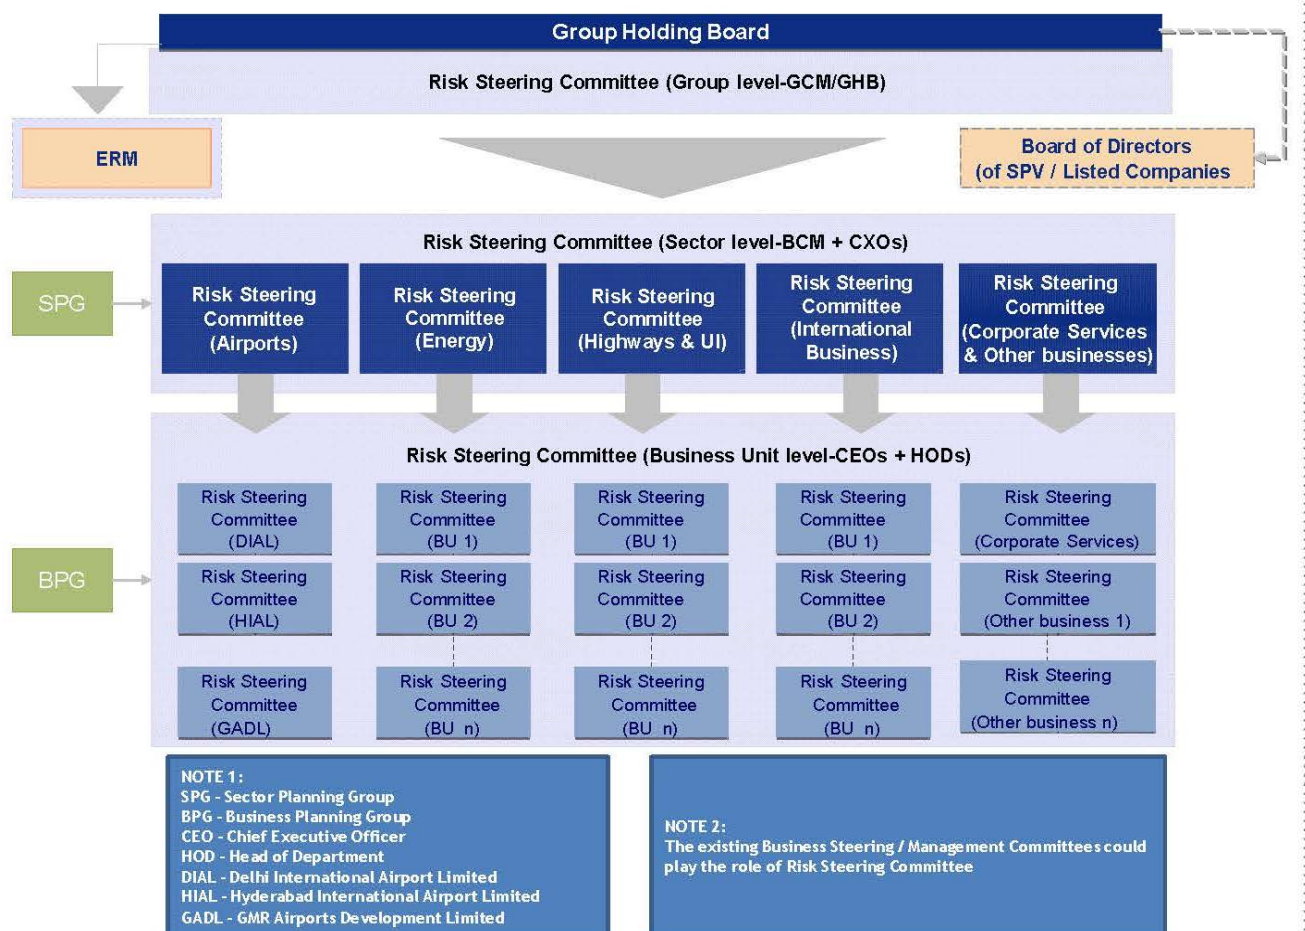 Group Holding Board
Risk Steering Committee (Group level-GCM/GHB)
ERM
Board of Directors
(of SPV / Listed Companies
Risk Steering Committee (Sector level-BCM + CXOs)
SPG
Risk Steering
Committee
(Airports)
Risk Steering
Committee
(Energy)
Risk Steering
Committee
(Highways & UI)
Risk Steering
Committee
(International
Business)
Risk Steering
Committee
(Corporate Services
& Other businesses)
Risk Steering Committee (Business Unit level-CEOs + HODs)
BPG
Risk Steering
Committee
(DIAL)
Risk Steering
Committee
(BU 1)
Risk Steering
Committee
(BU 1)
Risk Steering
Committee
(BU 1)
Risk Steering
Committee
(Corporate Services)
Risk Steering
Committee
(HIAL)
Risk Steering
Committee
(BU 2)
Risk Steering
Committee
(BU 2)
Risk Steering
Committee
(BU 2)
Risk Steering
Committee
(Other business 1)
Risk Steering
Committee
(GADL)
Risk Steering
Committee
(BU n)
Risk Steering
Committee
(BU n)
Risk Steering
Committee
(BU n)
Risk Steering
Committee
(Other business n)
NOTE 1:
SPG - Sector Planning Group
BPG - Business Planning Group
CEO - Chief Executive Officer
HOD - Head of Department
DIAL - Delhi International Airport Limited
HIAL - Hyderabad International Airport Limited
GADL - GMR Airports Development Limited
NOTE 2:
The existing Business Steering / Management Committees could
play the role of Risk Steering Committee